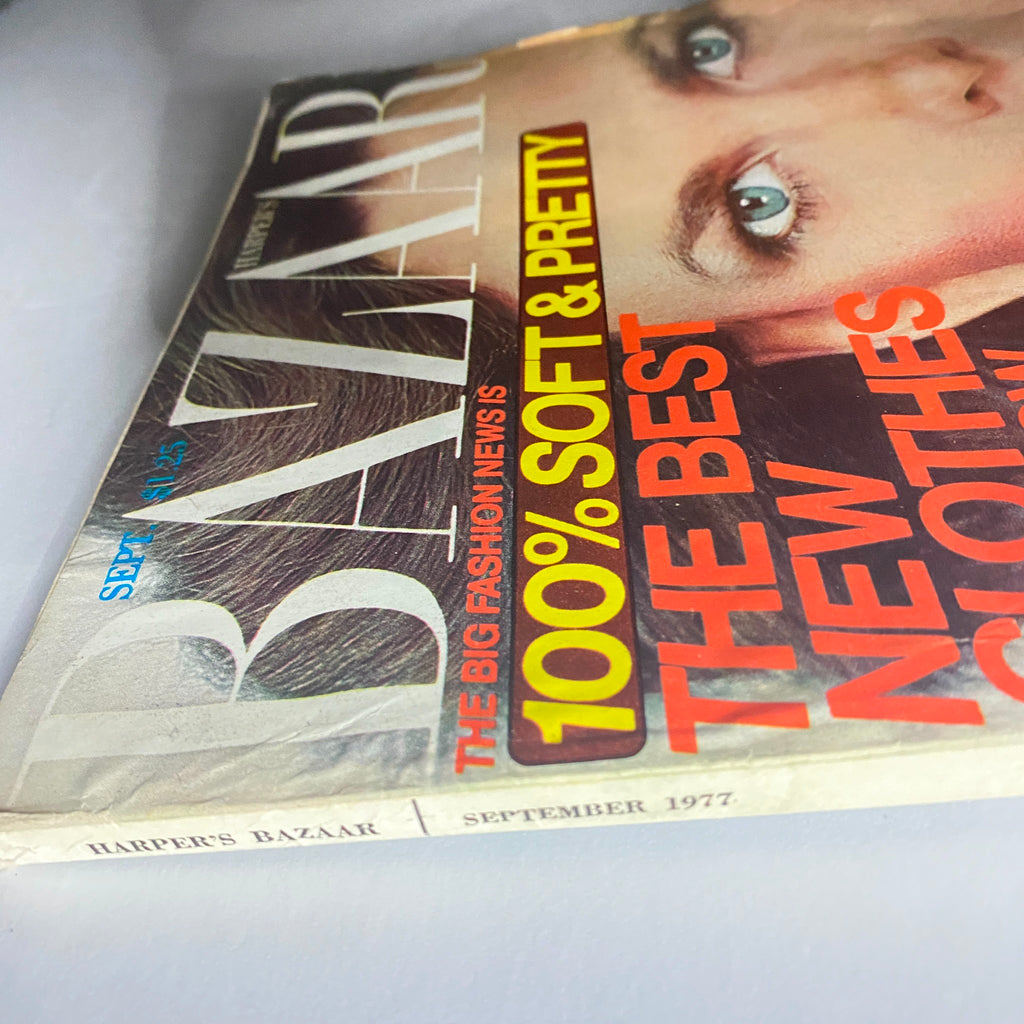 HARPER'S
BAZAAR
SEPT. $1.25
THE BIG FASHION NEWS IS
100% SOFT & PRETTY
THE BEST
NEW
CLOTHES
HARPER'S BAZAAR | SEPTEMBER 1977